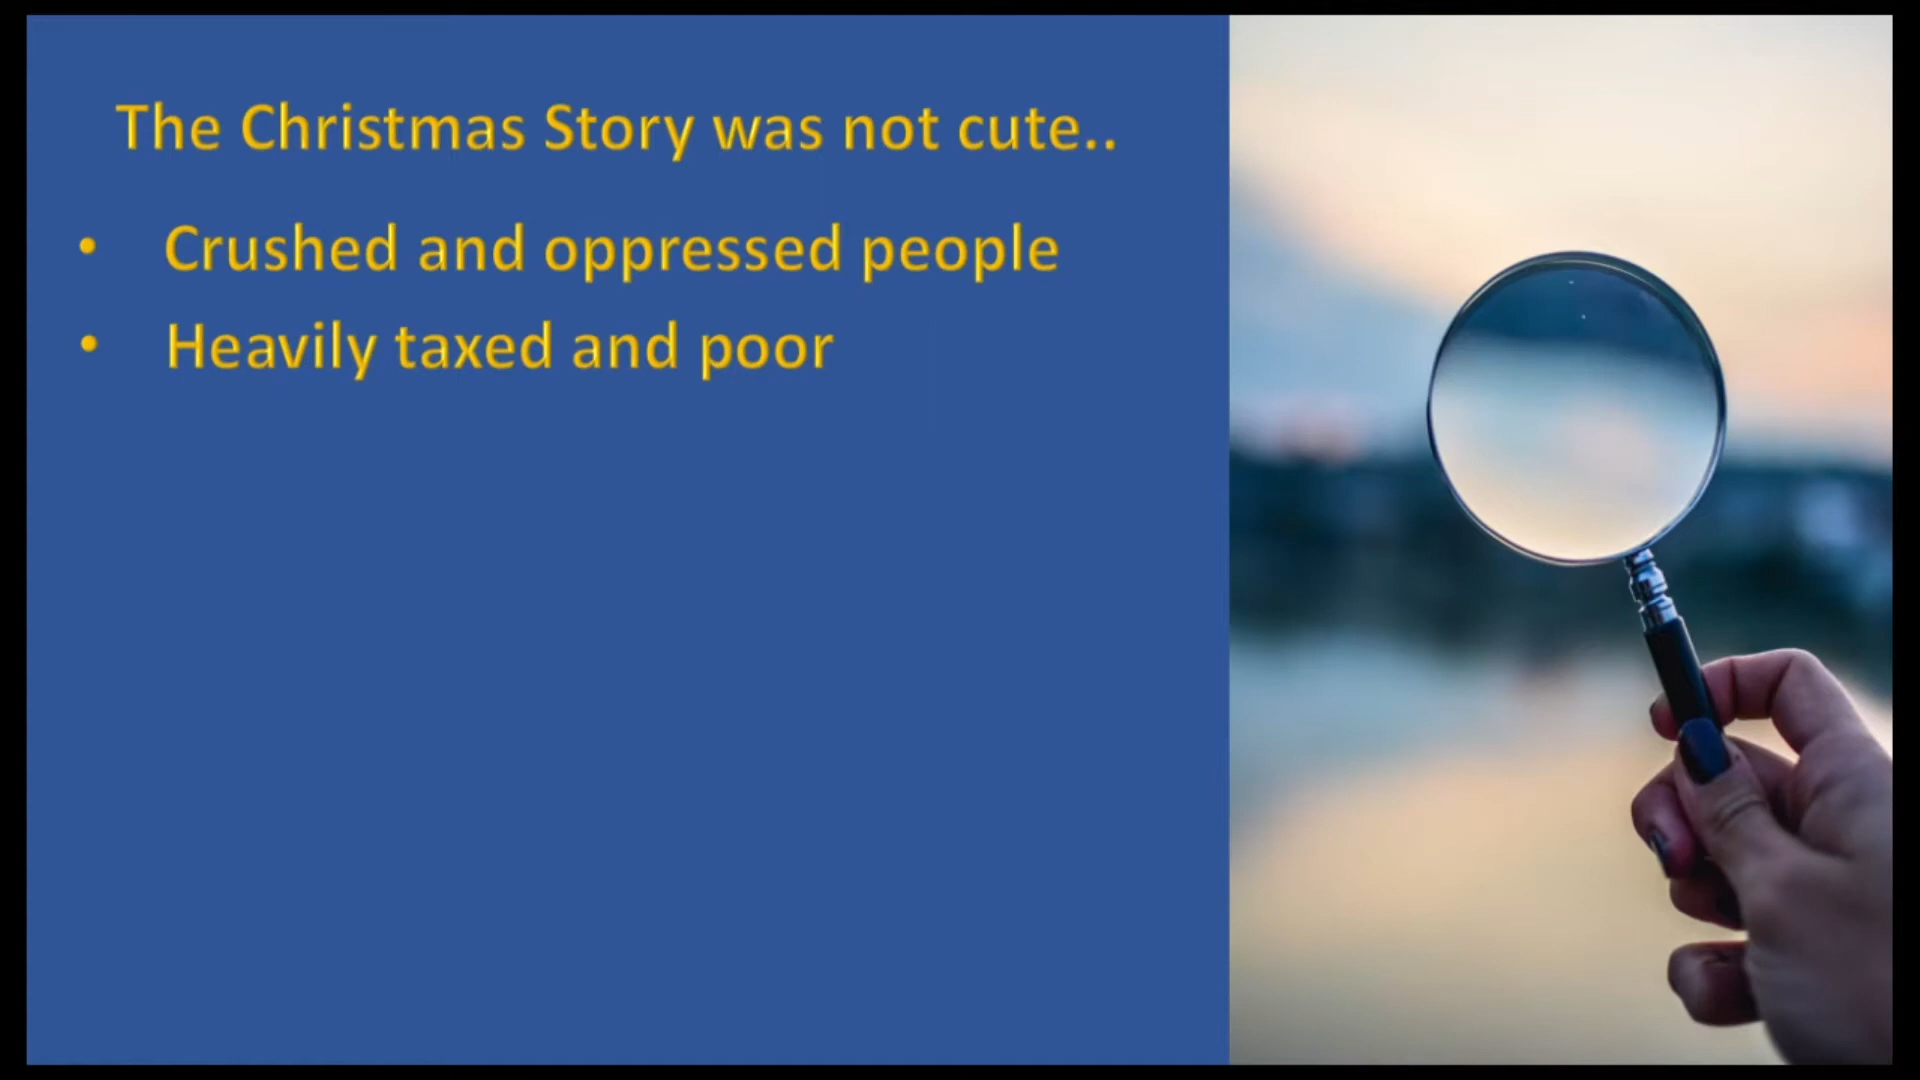 The Christmas Story was not cute..
• Crushed and oppressed people
• Heavily taxed and poor